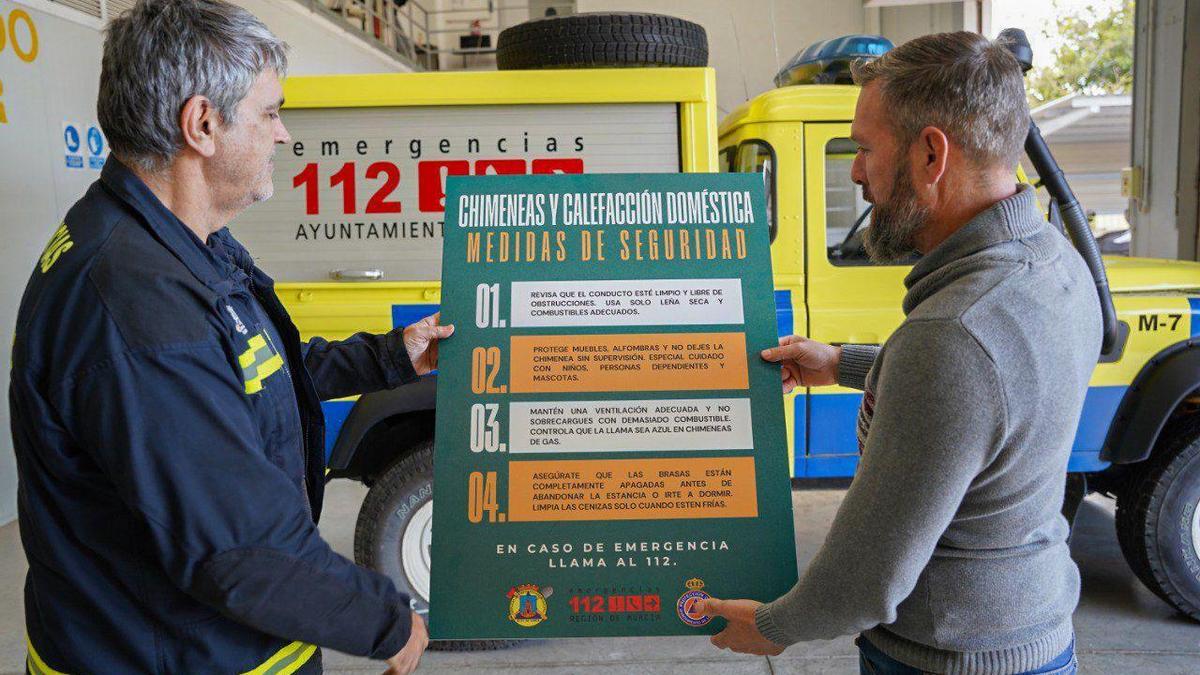 emergencias
112
AYUNTAMIENT
CHIMENEAS Y CALEFACCIÓN DOMÉSTICA
MEDIDAS DE SEGURIDAD
01.
REVISA QUE EL CONDUCTO ESTÉ LIMPIO Y LIBRE DE
OBSTRUCCIONES. USA SOLO LEÑA SECA Y
COMBUSTIBLES ADECUADOS.
02.
PROTEGE MUEBLES, ALFOMBRAS Y NO DEJES LA
CHIMENEA SIN SUPERVISIÓN. ESPECIAL CUIDADO
CON NIÑOS, PERSONAS DEPENDIENTES Y
MASCOTAS.
03.
MANTÉN UNA VENTILACIÓN ADECUADA Y NO
SOBRECARGUES CON DEMASIADO COMBUSTIBLE.
CONTROLA QUE LA LLAMA SEA AZUL EN CHIMENEAS
DE GAS.
04.
ASEGÚRATE QUE LAS BRASAS ESTÁN
COMPLETAMENTE APAGADAS ANTES DE
ABANDONAR LA ESTANCIA O IRTE A DORMIR.
LIMPIA LAS CENIZAS SOLO CUANDO ESTEN FRÍAS.
EN CASO DE EMERGENCIA
LLAMA AL 112.
emergencias
112
REGIÓN DE MURCIA
M-7